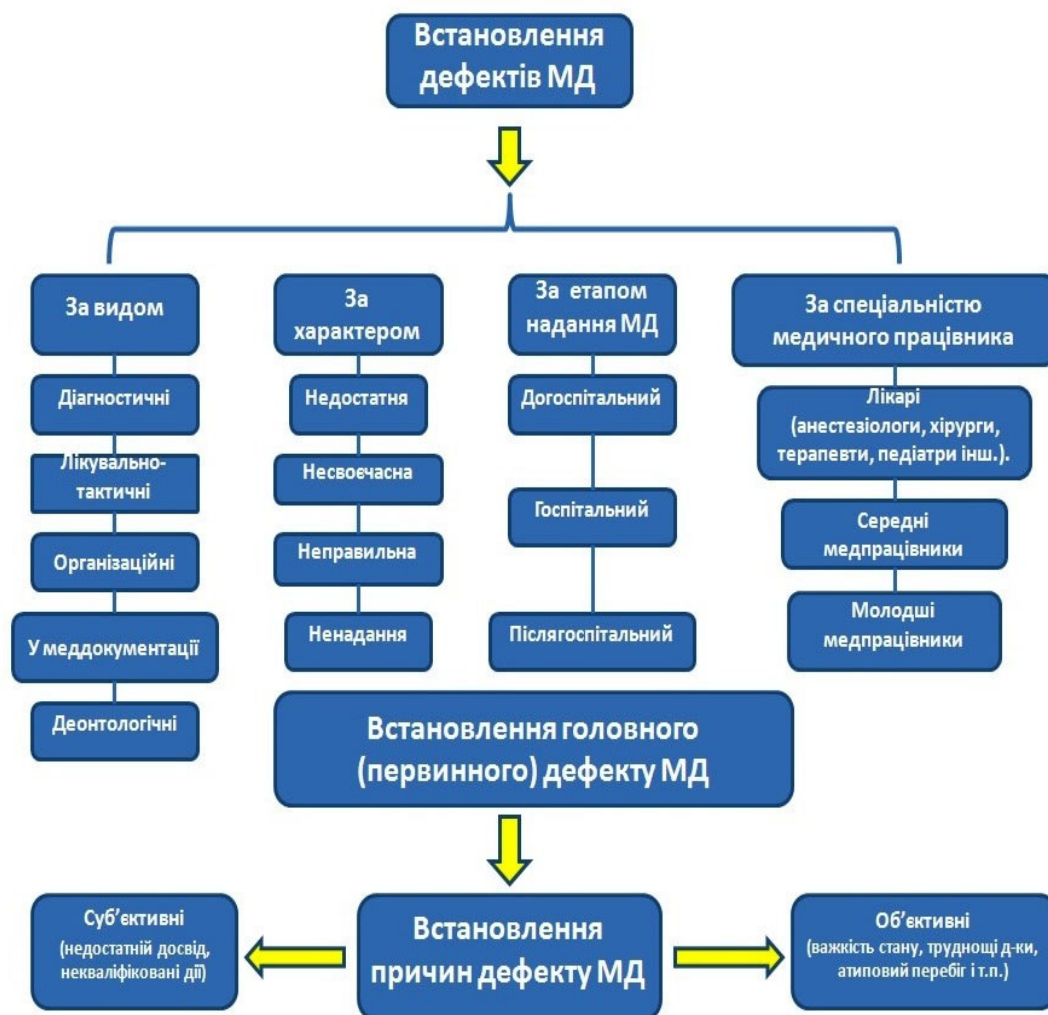 Встановлення
дефектів МД
За видом
Діагностичні
Лікувально-
тактичні
Організаційні
У меддокументації
Деонтологічні
За
характером
Недостатня
Несвоєчасна
Неправильна
Ненадання
За етапом
надання МД
Догоспітальний
Госпітальний
Післягоспітальний
За спеціальністю
медичного працівника
Лікарі
(анестезіологи, хірурги,
терапевти, педіатри інш.).
Середні
медпрацівники
Молодші
медпрацівники
Встановлення головного
(первинного) дефекту МД
Встановлення
причин дефекту МД
Суб’єктивні
(недостатній досвід,
некваліфіковані дії)
Об’єктивні
(важкість стану, труднощі д-ки,
атиповий перебіг і т.п.)